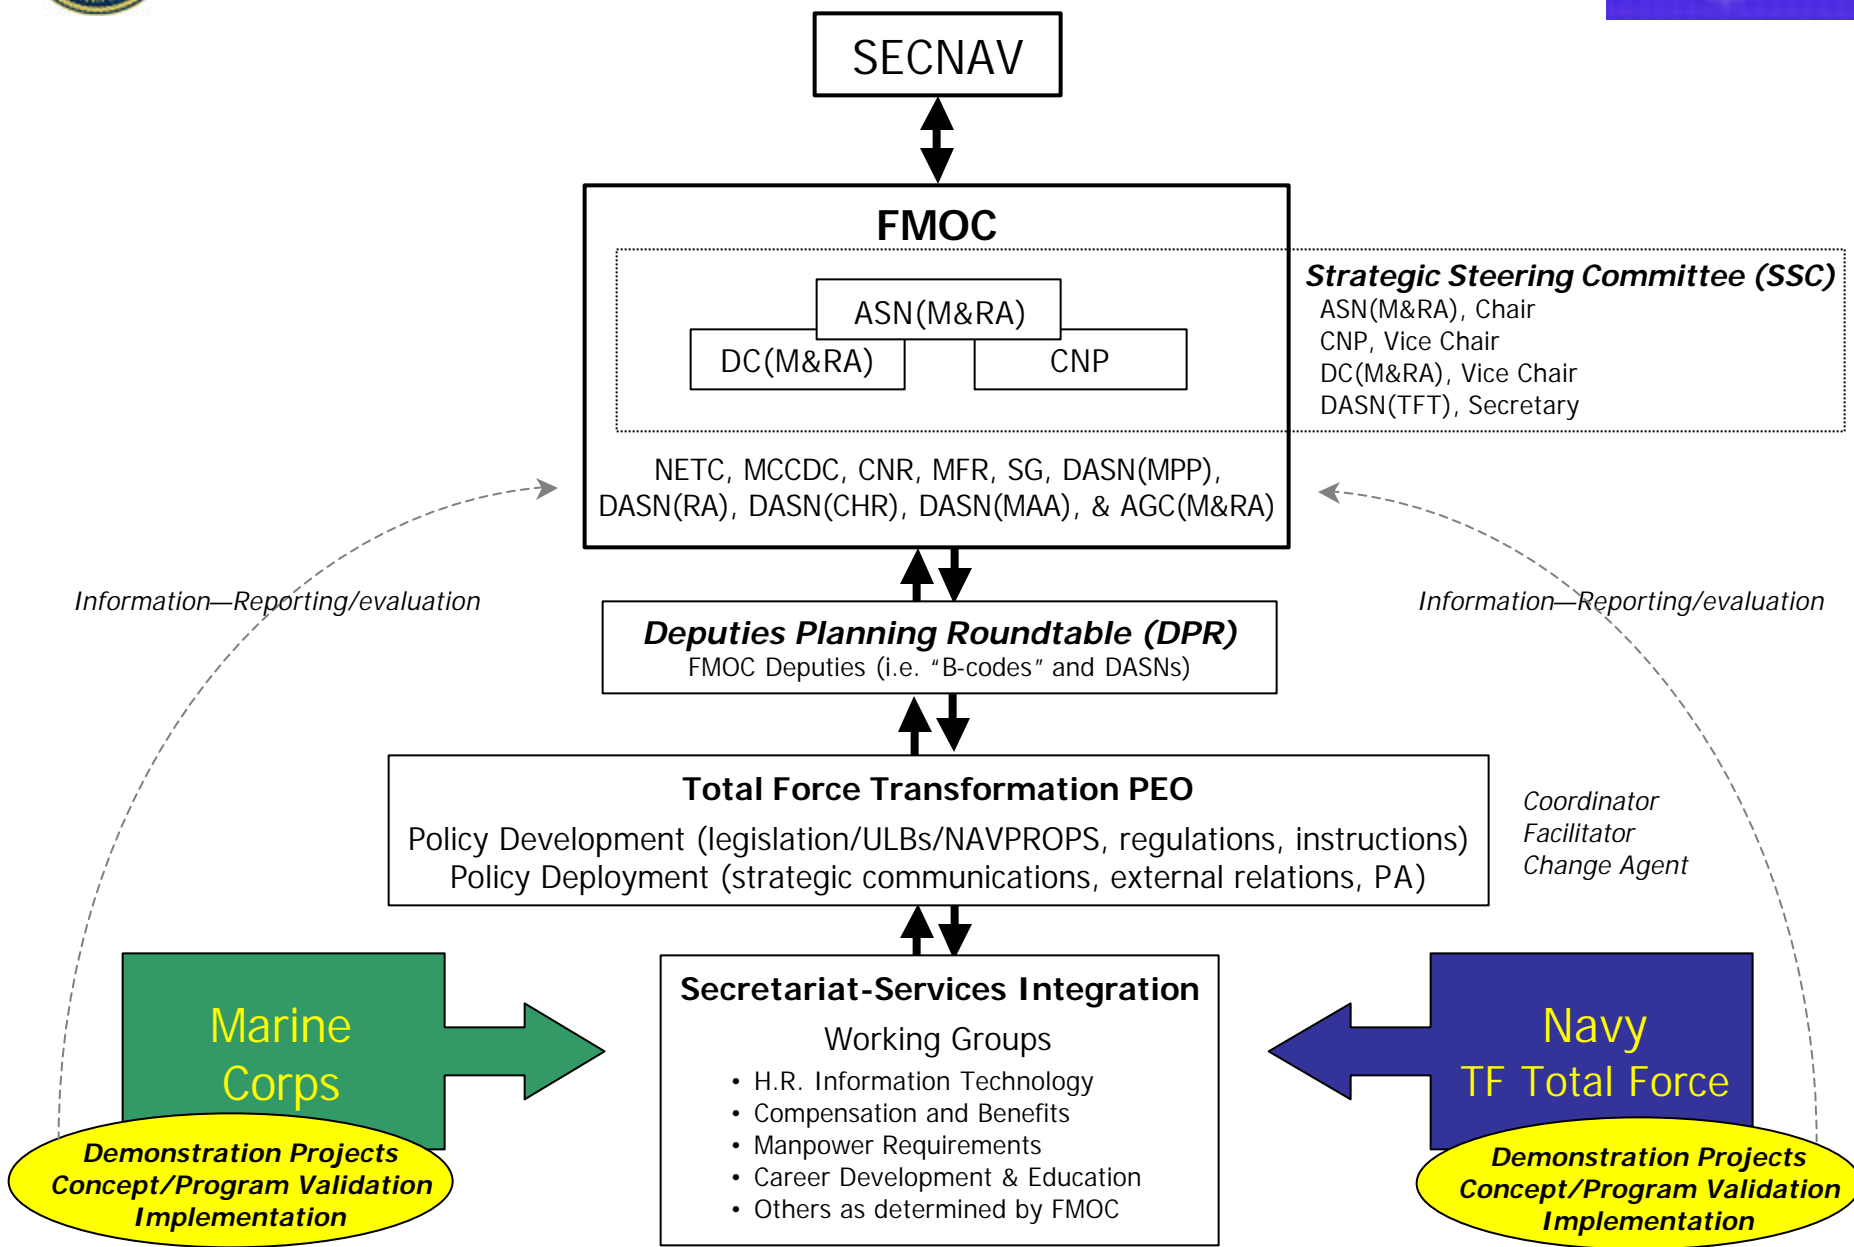 SECNAV
FMOC
Strategic Steering Committee (SSC)
ASN(M&RA), Chair
CNP, Vice Chair
DC(M&RA), Vice Chair
DASN(TFT), Secretary
ASN(M&RA)
DC(M&RA)
CNP
NETC, MCCDC, CNR, MFR, SG, DASN(MPP),
DASN(RA), DASN(CHR), DASN(MAA), & AGC(M&RA)
Information—Reporting/evaluation
Information—Reporting/evaluation
Deputies Planning Roundtable (DPR)
FMOC Deputies (i.e. "B-codes" and DASNs)
Total Force Transformation PEO
Policy Development (legislation/ULBs/NAVPROPS, regulations, instructions)
Policy Deployment (strategic communications, external relations, PA)
Coordinator
Facilitator
Change Agent
Marine
Corps
Demonstration Projects
Concept/Program Validation
Implementation
Secretariat-Services Integration
Working Groups
• H.R. Information Technology
• Compensation and Benefits
• Manpower Requirements
• Career Development & Education
• Others as determined by FMOC
Navy
TF Total Force
Demonstration Projects
Concept/Program Validation
Implementation